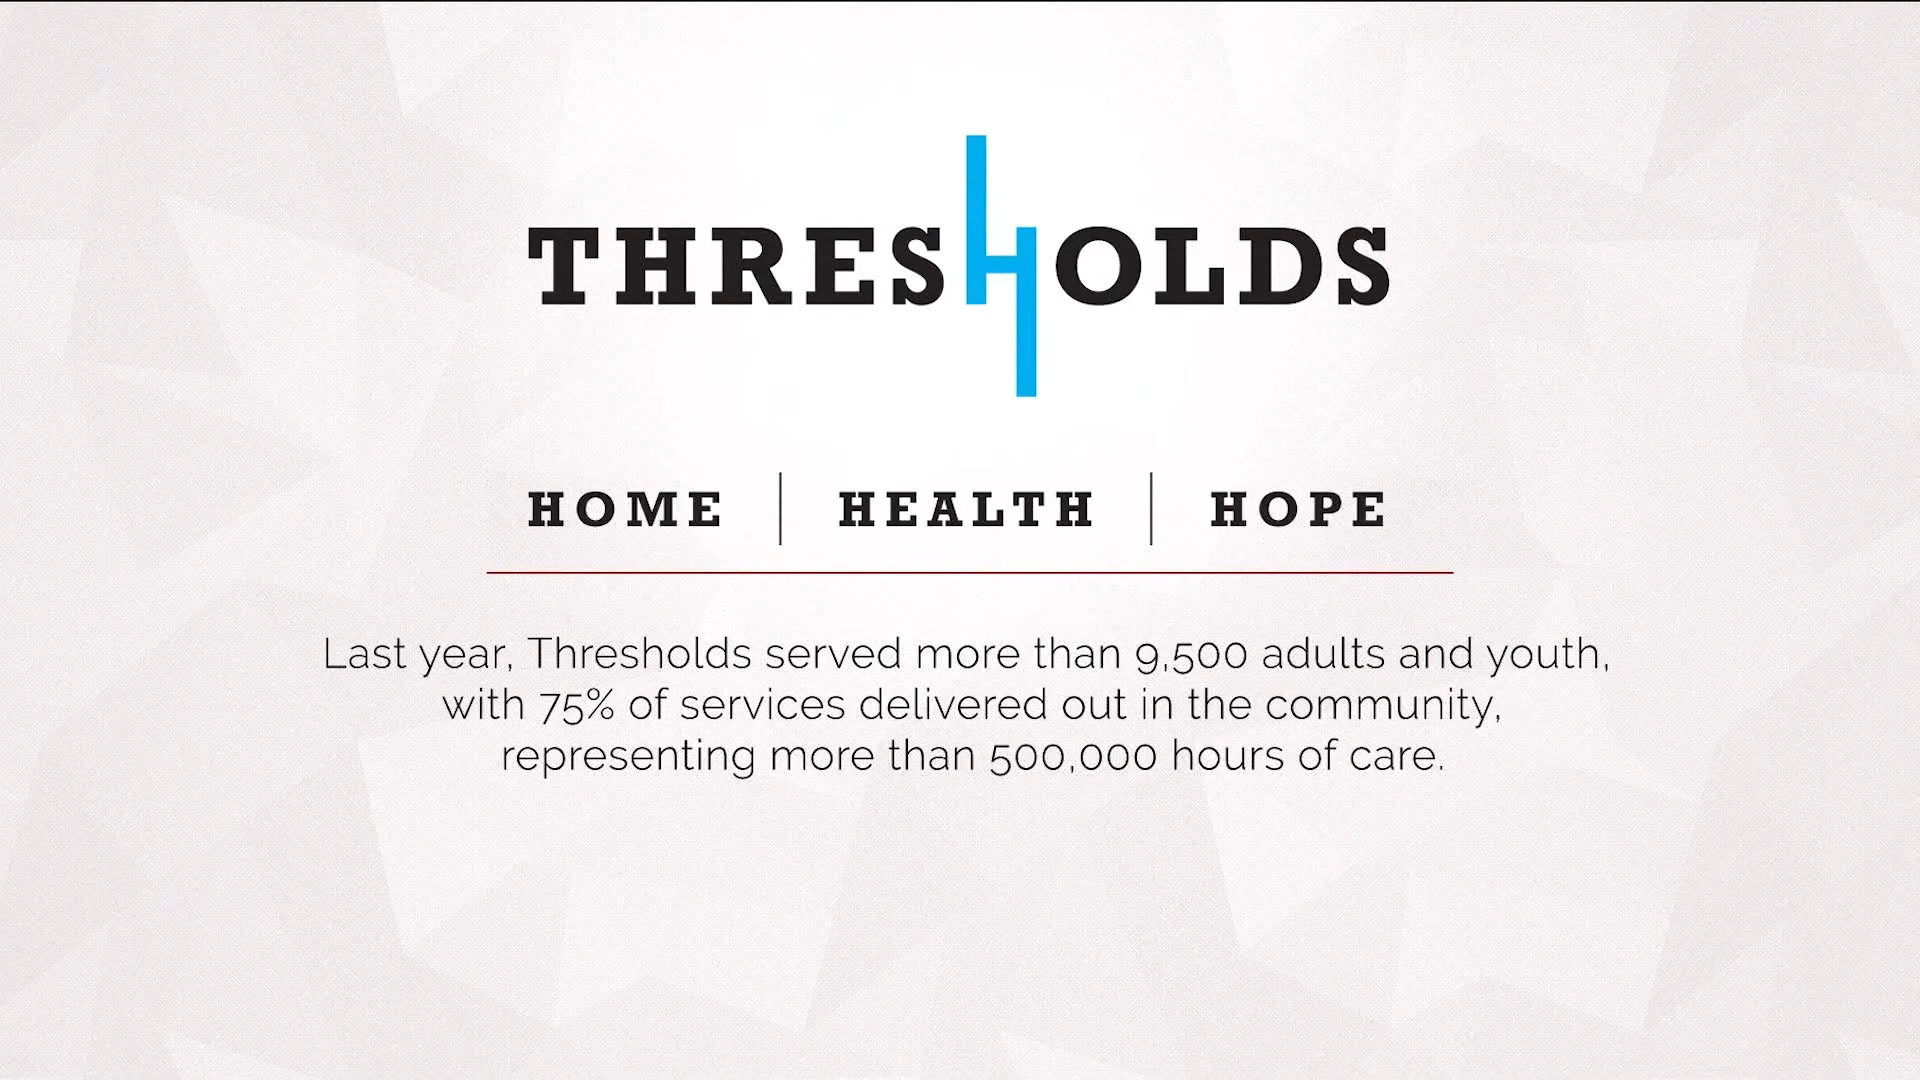 THRESHOLDS
HOME | HEALTH | HOPE
Last year, Thresholds served more than 9,500 adults and youth,
with 75% of services delivered out in the community,
representing more than 500,000 hours of care.